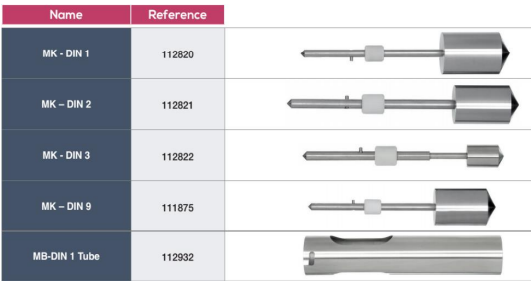 Name Reference
MK - DIN 1 112820
MK – DIN 2 112821
MK - DIN 3 112822
MK – DIN 9 111875
MB-DIN 1 Tube 112932